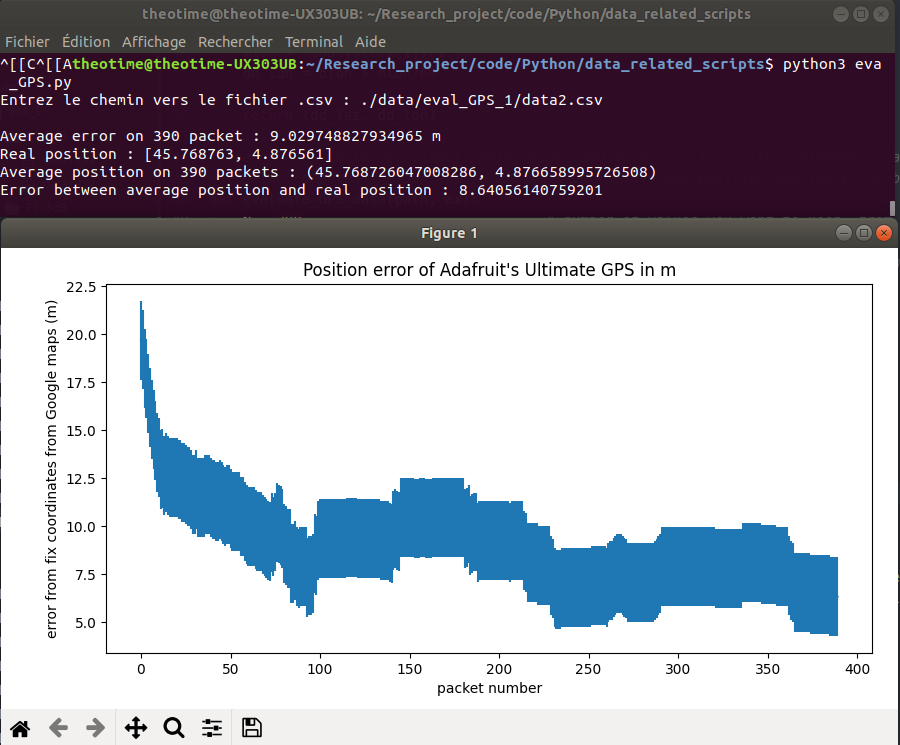 theotime@theotime-UX303UB: ~/Research_project/code/Python/data_related_scripts
Fichier Édition Affichage Rechercher Terminal Aide
^[[C^[[Atheotime@theotime-UX303UB:~/Research_project/code/Python/data_related_scripts$ python3 eva
_GPS.py
Entrez le chemin vers le fichier .csv : ./data/eval_GPS_1/data2.csv
Average error on 390 packet : 9.029748827934965 m
Real position : [45.768763, 4.876561]
Average position on 390 packets : (45.768726047008286, 4.876658995726508)
Error between average position and real position : 8.64056140759201
Figure 1
Position error of Adafruit's Ultimate GPS in m
error from fix coordinates from Google maps (m)
22.5
20.0
17.5
15.0
12.5
10.0
7.5
5.0
0 50 100 150 200 250 300 350 400
packet number